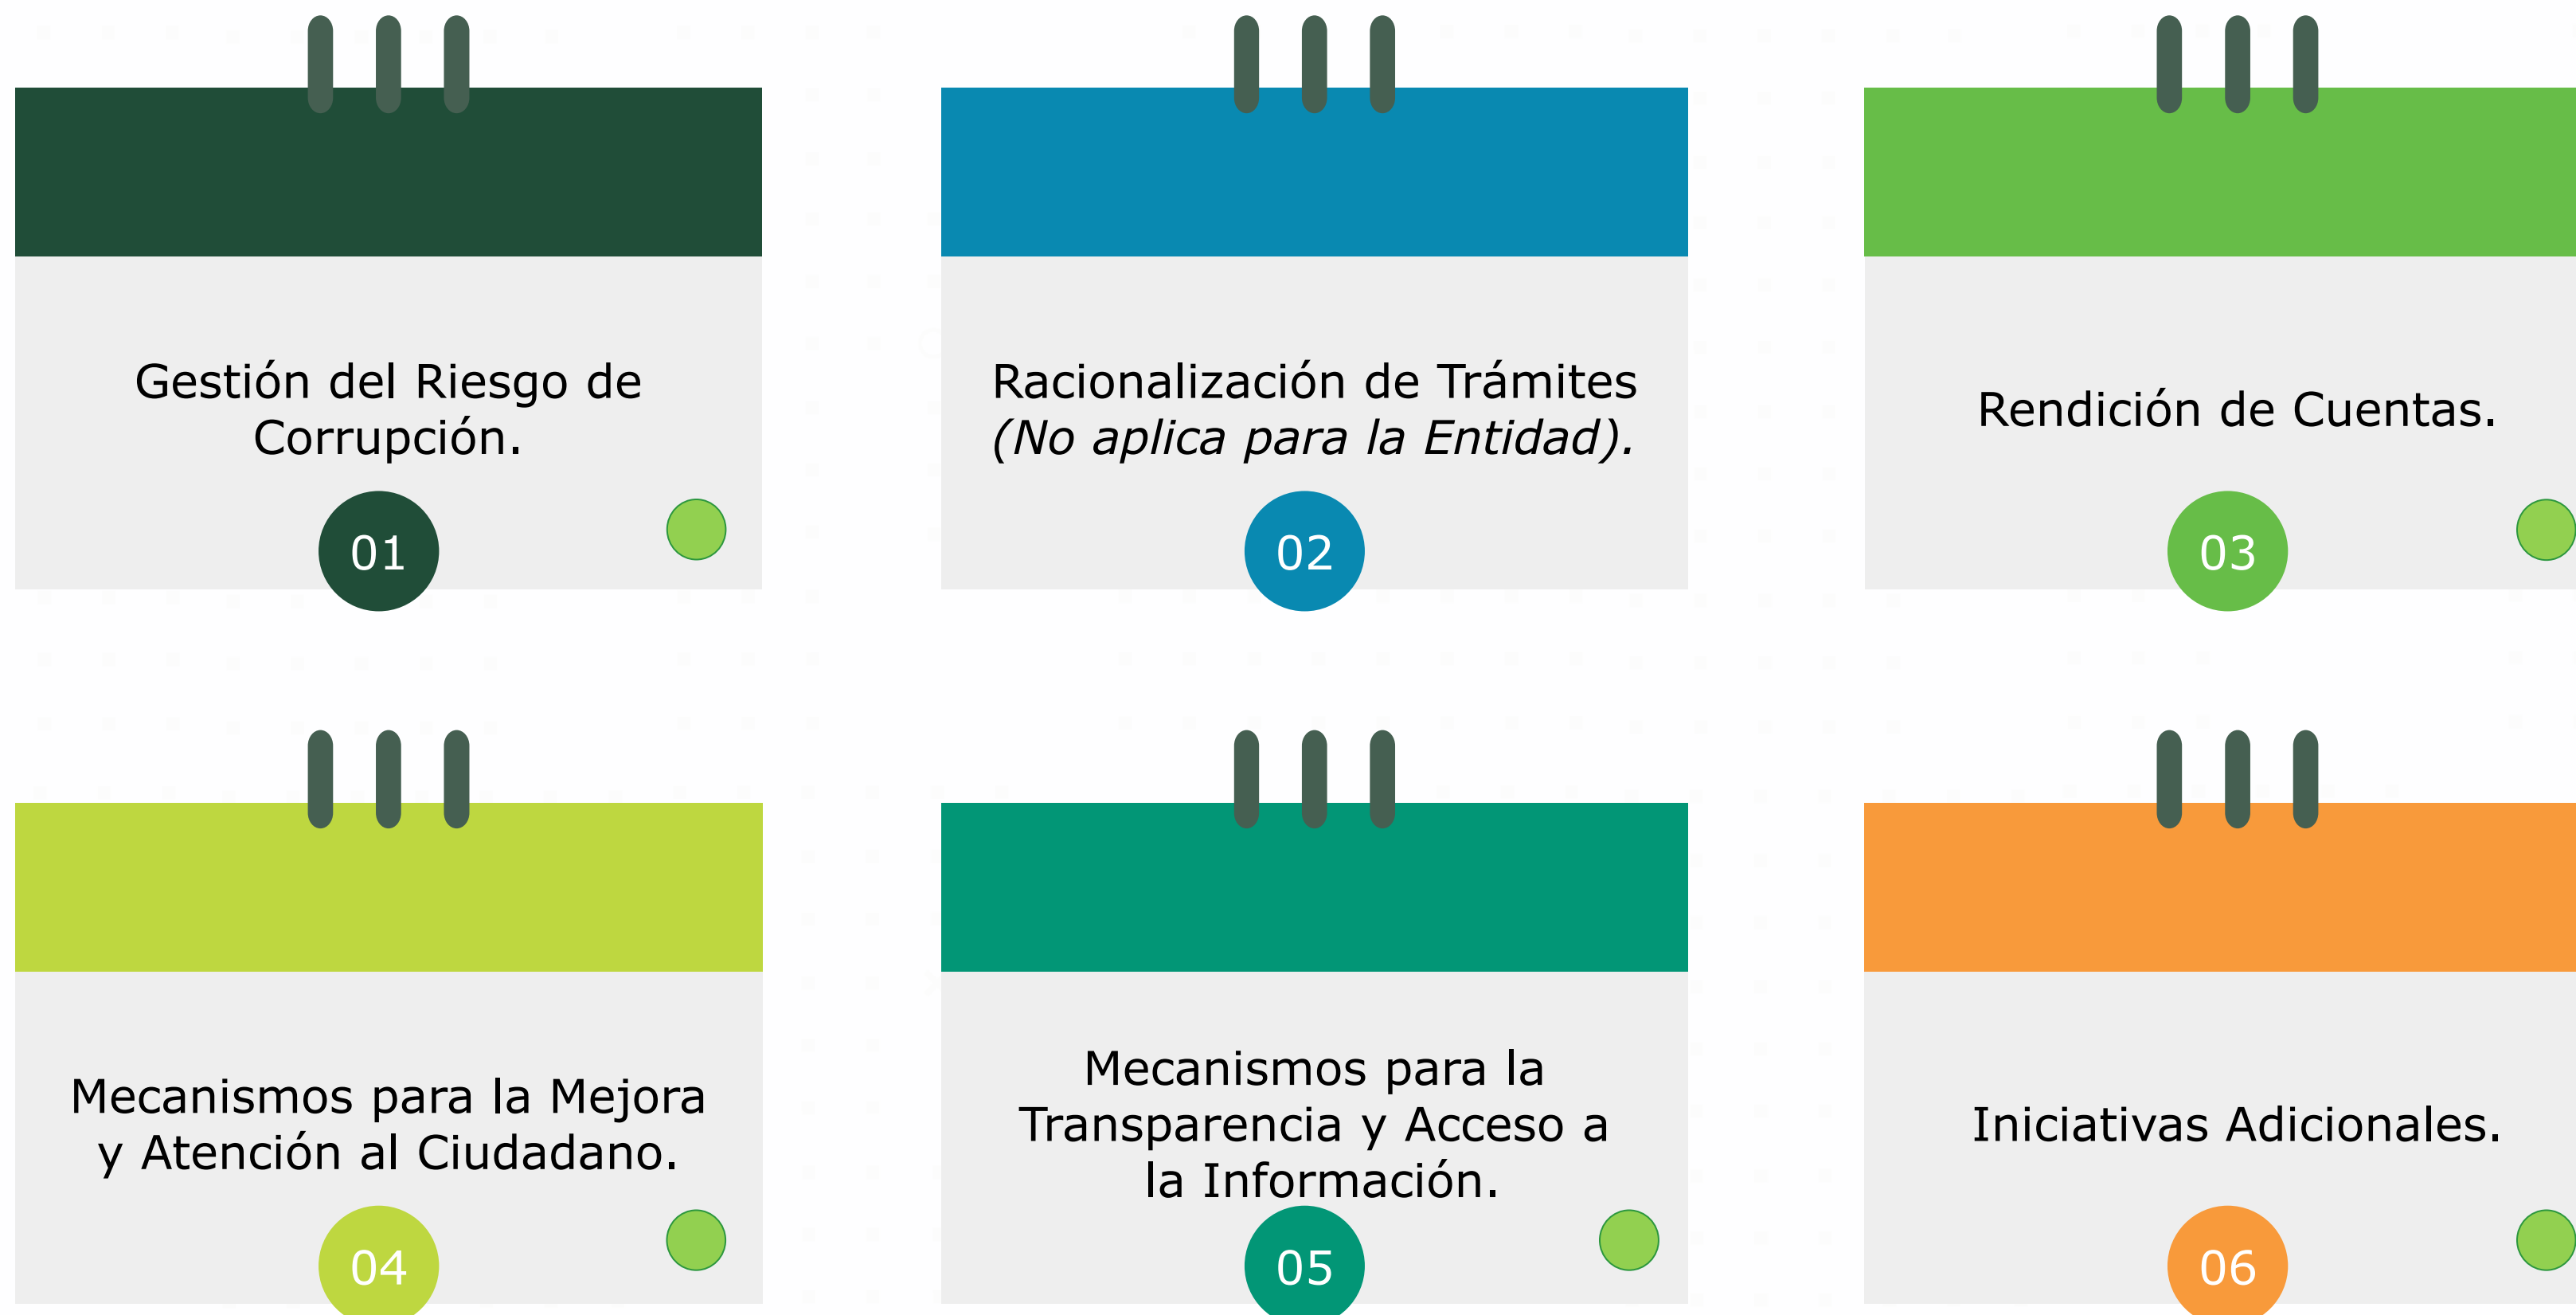 Gestión del Riesgo de
Corrupción.
01
Racionalización de Trámites
(No aplica para la Entidad).
02
Rendición de Cuentas.
03
Mecanismos para la Mejora
y Atención al Ciudadano.
04
Mecanismos para la
Transparencia y Acceso a
la Información.
05
Iniciativas Adicionales.
06